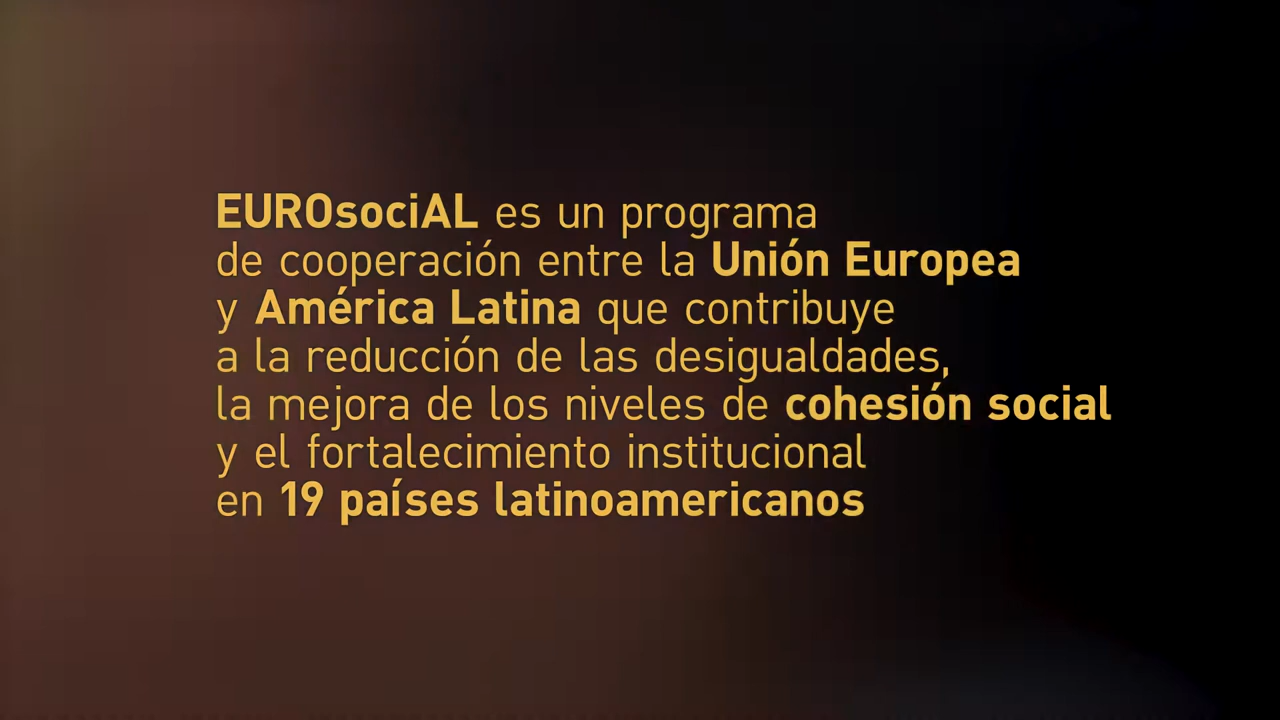 EUROsociAL es un programa
de cooperación entre la Unión Europea
y América Latina que contribuye
a la reducción de las desigualdades,
la mejora de los niveles de cohesión social
y el fortalecimiento institucional
en 19 países latinoamericanos